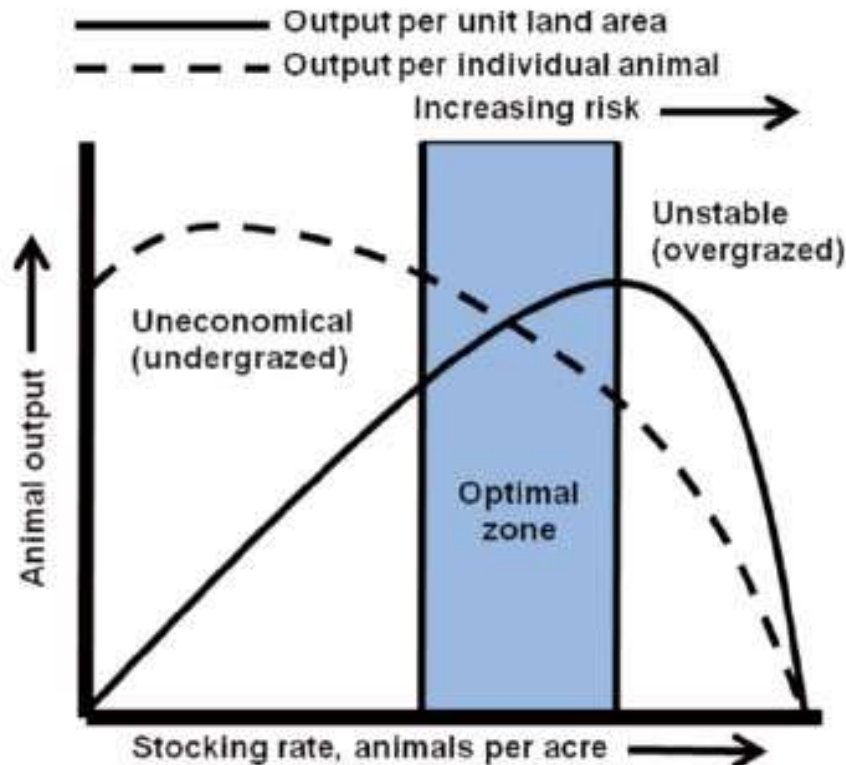 Output per unit land area
Output per individual animal
Increasing risk
Unstable
(overgrazed)
Uneconomical
(undergrazed)
Animal output
Optimal
zone
Stocking rate, animals per acre